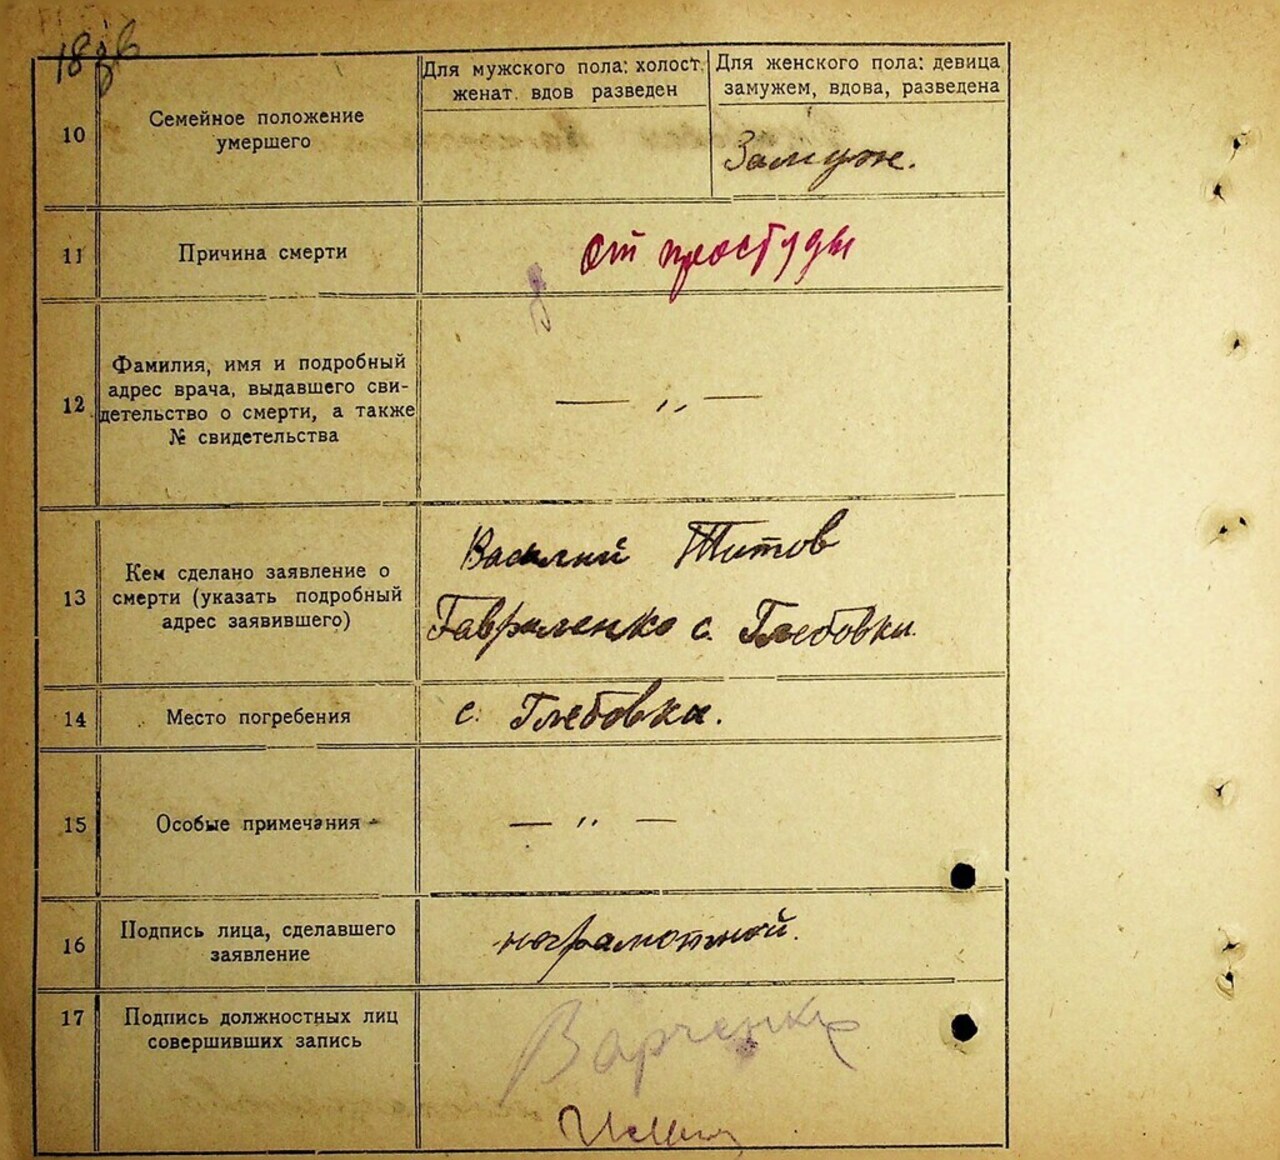 Для мужского пола: холост.
женат. вдов разведен
Для женского пола: девица
замужем, вдова, разведена
10
Семейное положение
умершего
Замуж.
11
Причина смерти
от простуды
12
Фамилия, имя и подробный
адрес врача, выдавшего сви-
детельство о смерти, а также
№ свидетельства
— ,, —
13
Кем сделано заявление о
смерти (указать подробный
адрес заявившего)
Василий Титов
Гавриленко с. Глебовки.
14
Место погребения
с. Глебовка.
15
Особые примечания
— ,, —
16
Подпись лица, сделавшего
заявление
неграмотной.
17
Подпись должностных лиц
совершивших запись
Варченко